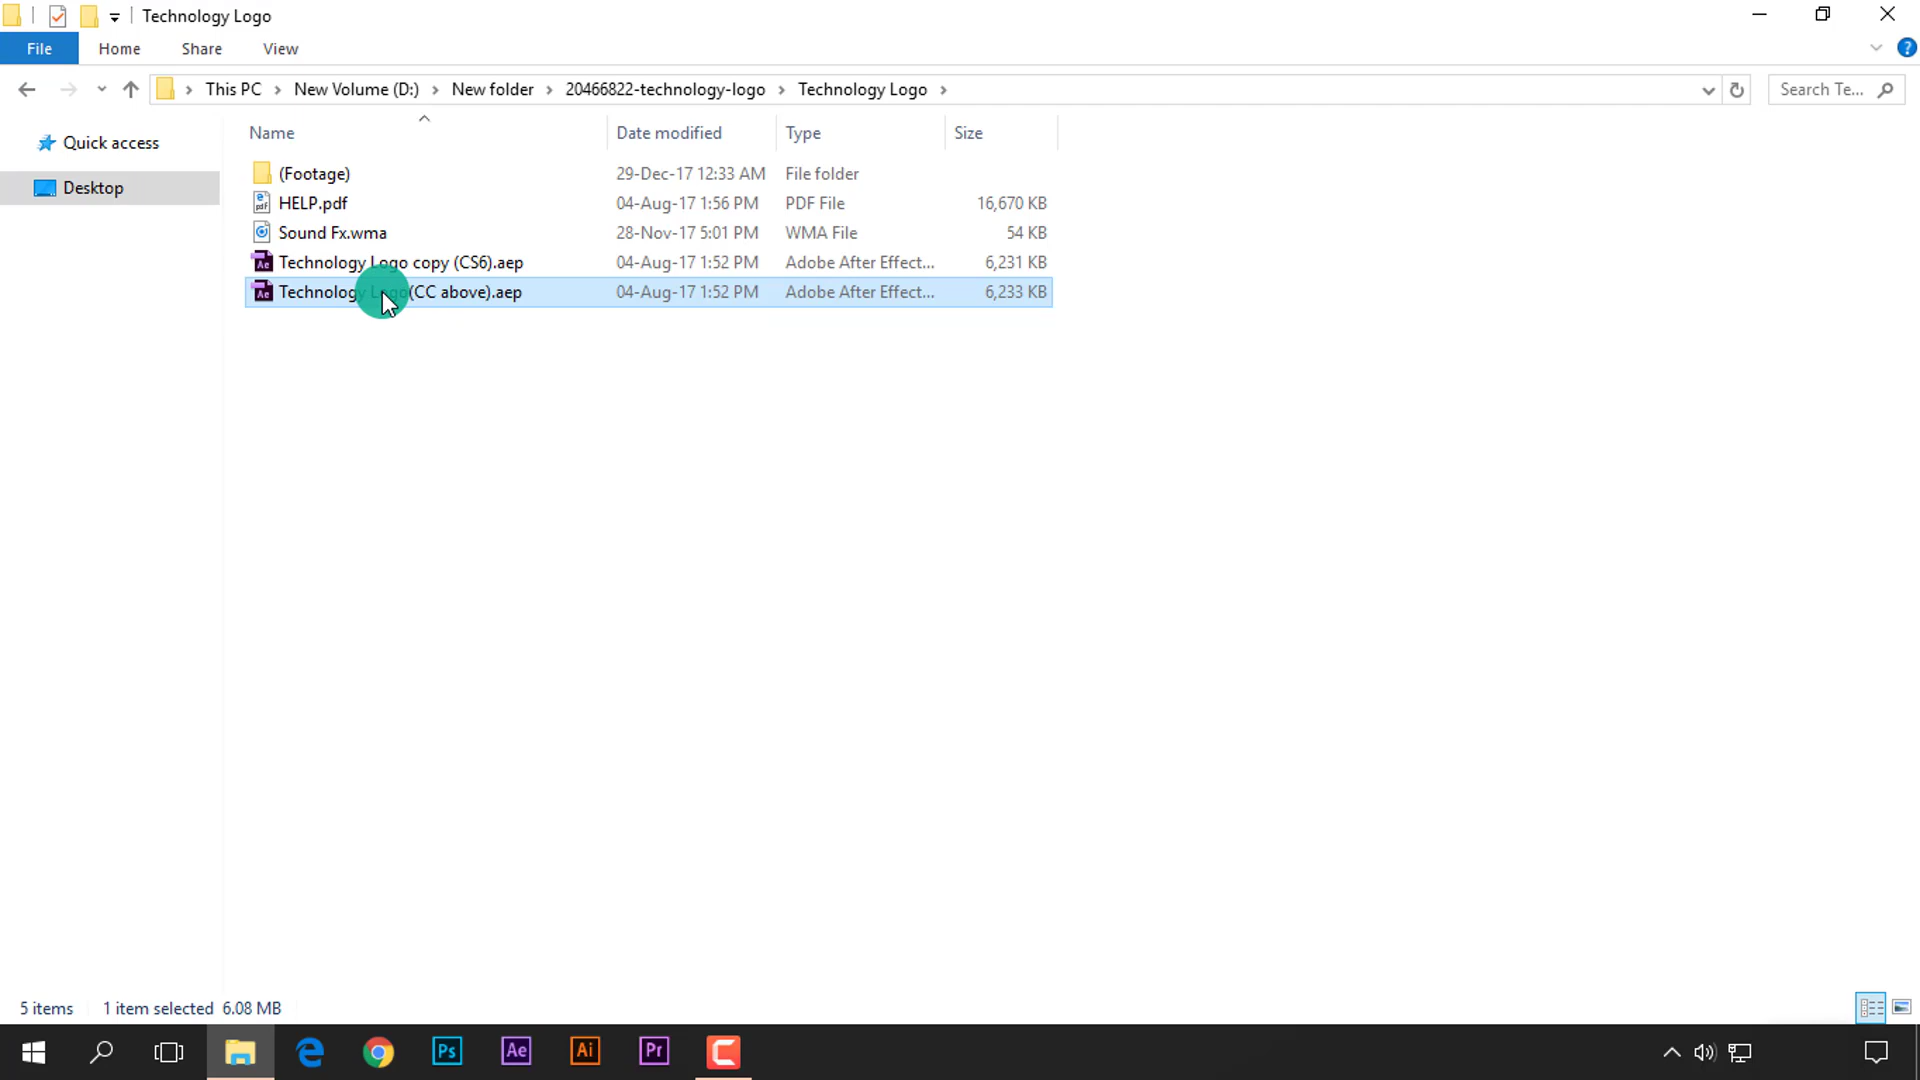 Technology Logo
File Home Share View
This PC New Volume (D:) New folder 20466822-technology-logo Technology Logo Search Te...
Quick access
Desktop
Name Date modified Type Size
(Footage) 29-Dec-17 12:33 AM File folder
HELP.pdf 04-Aug-17 1:56 PM PDF File 16,670 KB
Sound Fx.wma 28-Nov-17 5:01 PM WMA File 54 KB
Technology Logo copy (CS6).aep 04-Aug-17 1:52 PM Adobe After Effect... 6,231 KB
Technology Logo(CC above).aep 04-Aug-17 1:52 PM Adobe After Effect... 6,233 KB
5 items 1 item selected 6.08 MB
Ps Ae Ai Pr